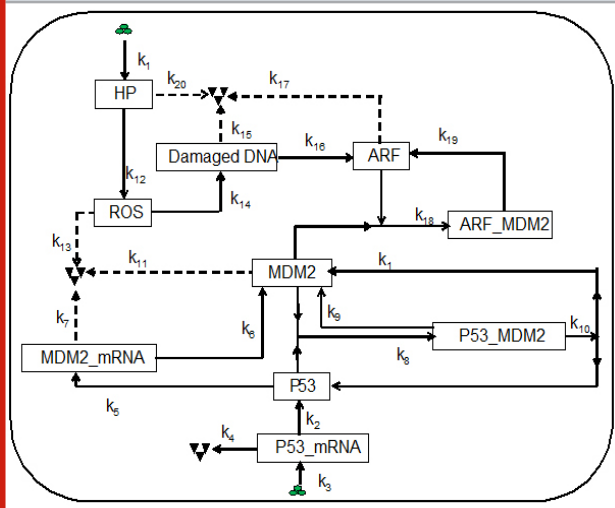 k1
HP
k20
k17
k15
k16
k19
Damaged DNA
ARF
k12
k14
ROS
k18
ARF_MDM2
k13
k11
MDM2
k1
k7
k6
k9
P53_MDM2
k10
MDM2_mRNA
k8
k5
P53
k2
k4
P53_mRNA
k3